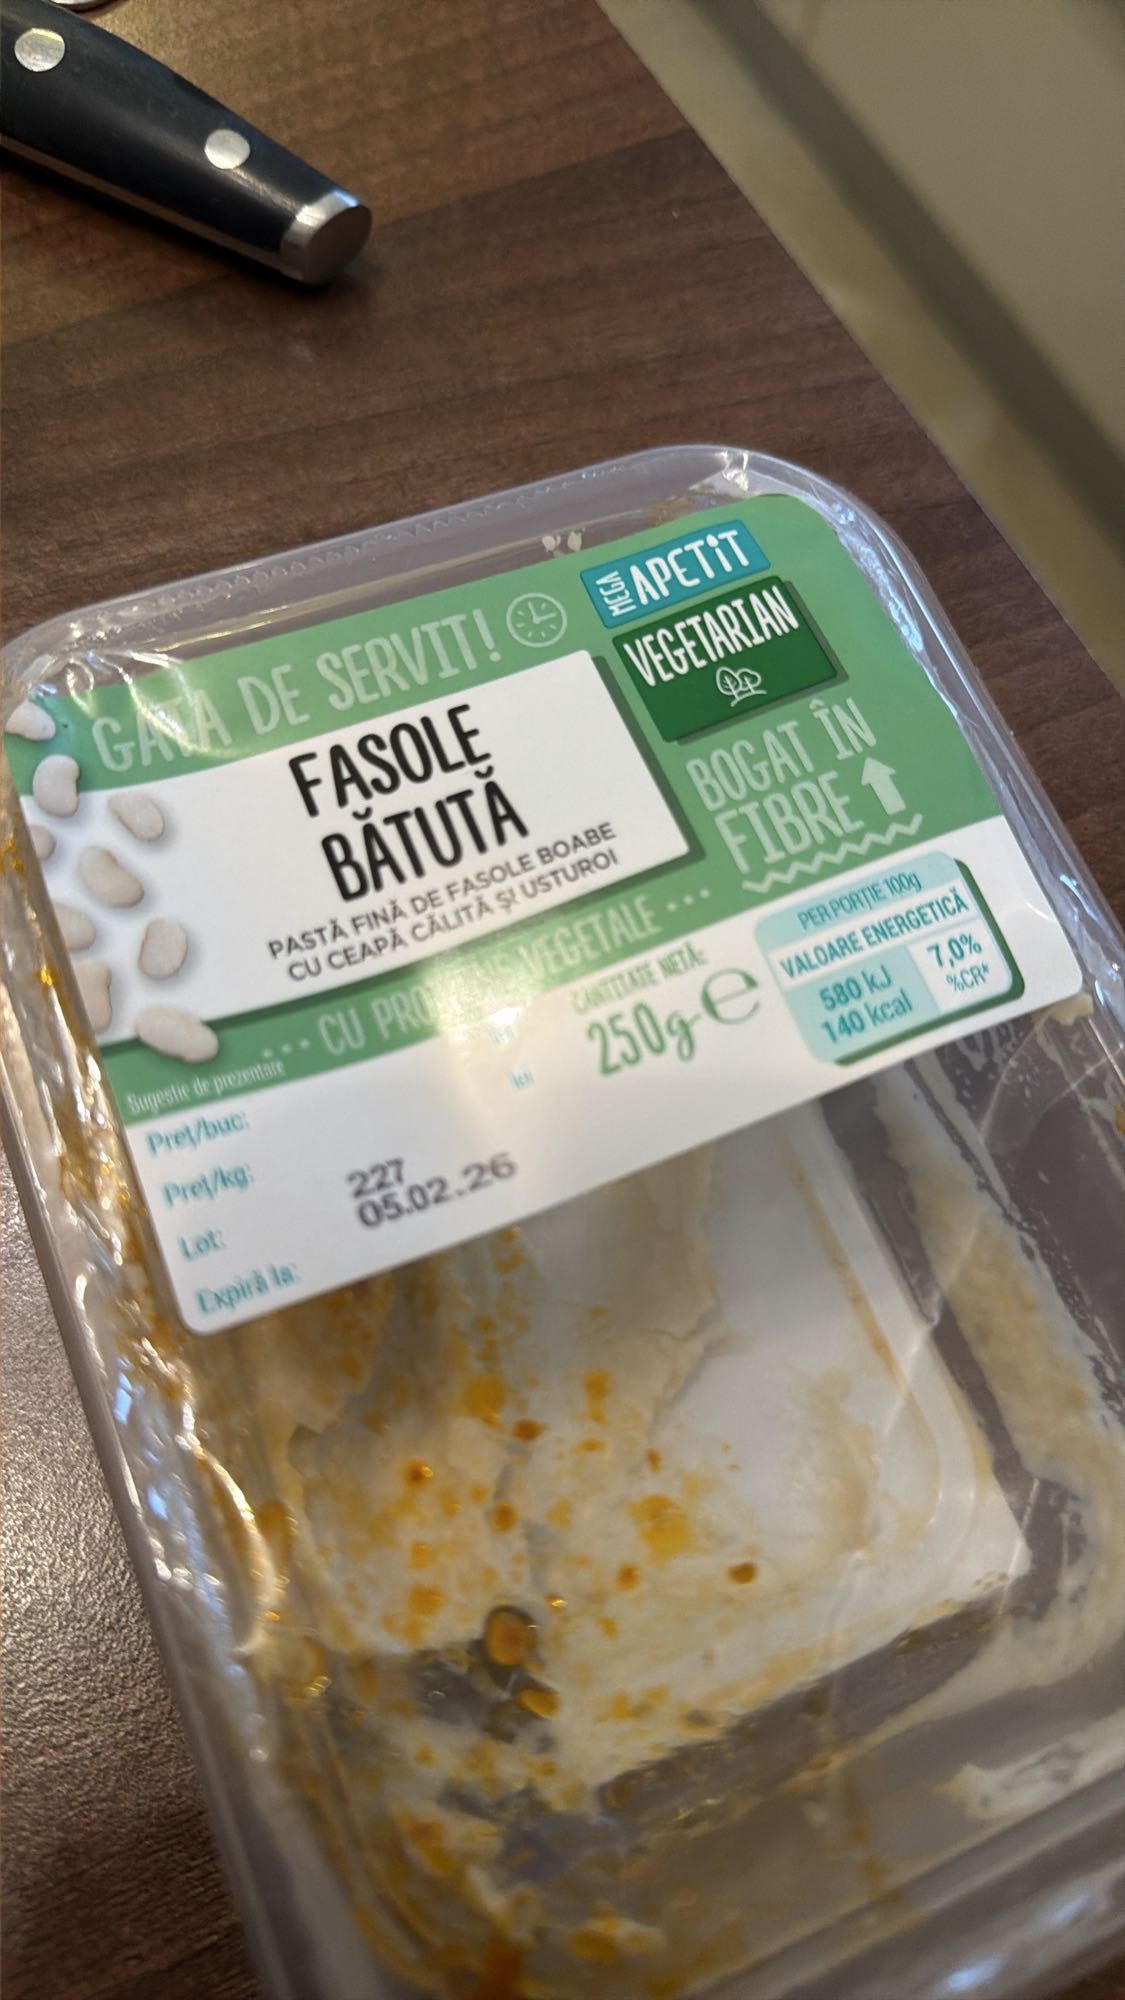 MEGA
APETiT
VEGETARIAN
GATA DE SERVIT!
FASOLE
BĂTUTĂ
PASTĂ FINĂ DE FASOLE BOABE
CU CEAPĂ CĂLITĂ ȘI USTUROI
BOGAT ÎN
FIBRE
... CU VEGETALE ...
Sugestie de prezentare
CANTITATE NETĂ:
250g e
PER PORȚIE 100g
VALOARE ENERGETICĂ
580 kJ
140 kcal
7,0%
%CR*
Preț/buc:
lei
Preț/kg:
lei
Lot:
227
Expiră la:
05.02.26